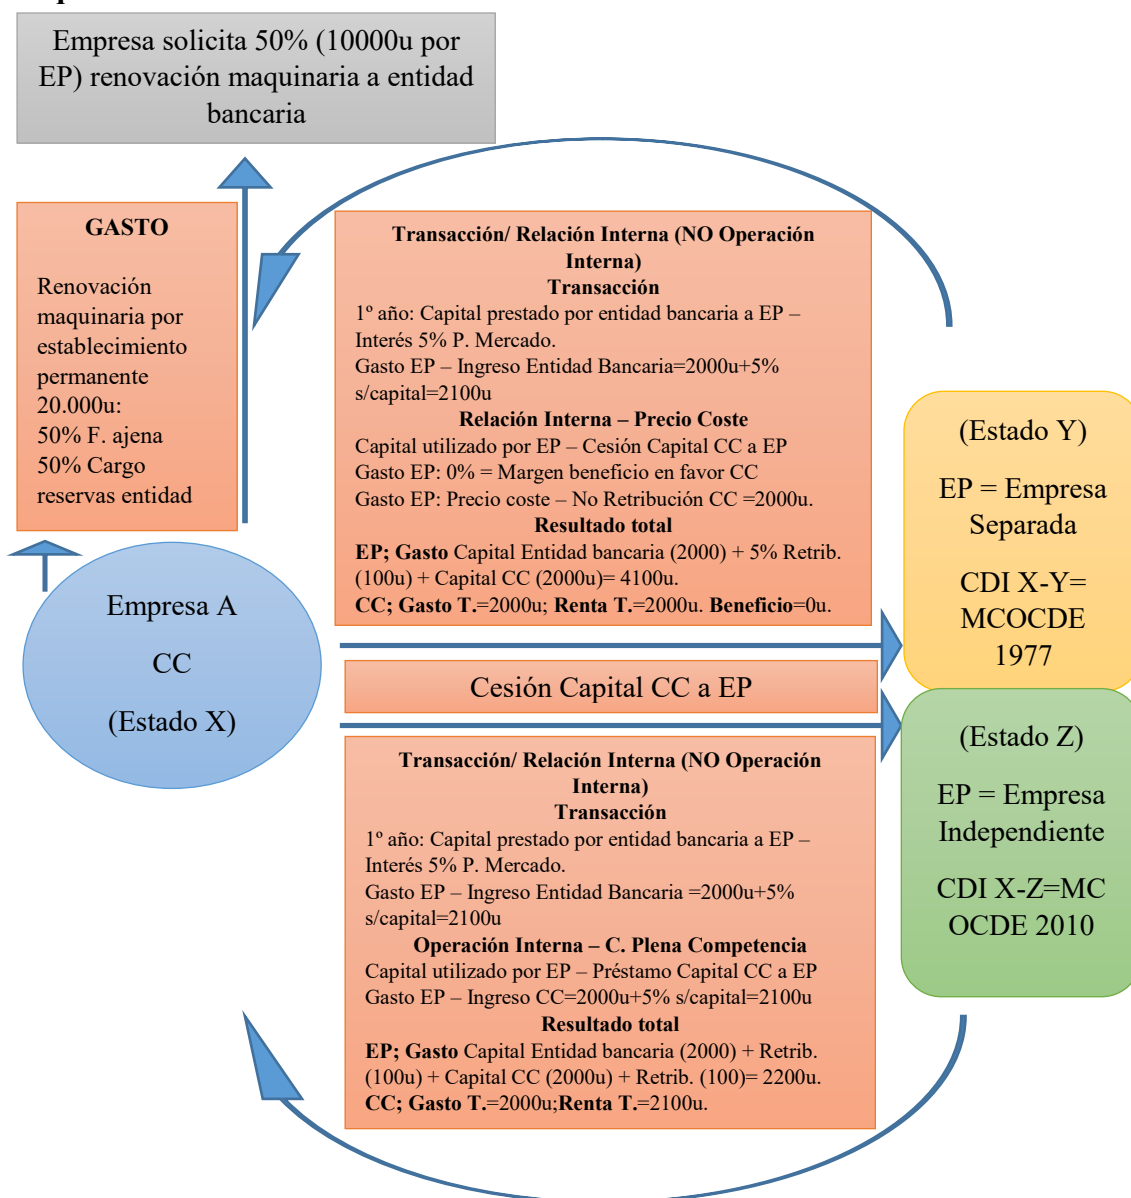 Empresa solicita 50% (10000u por
EP) renovación maquinaria a entidad
bancaria
GASTO
Renovación
maquinaria por
establecimiento
permanente
20.000u:
50% F. ajena
50% Cargo
reservas entidad
Transacción/ Relación Interna (NO Operación
Interna)
Transacción
1º año: Capital prestado por entidad bancaria a EP –
Interés 5% P. Mercado.
Gasto EP – Ingreso Entidad Bancaria=2000u+5%
s/capital=2100u
Relación Interna – Precio Coste
Capital utilizado por EP – Cesión Capital CC a EP
Gasto EP: 0% = Margen beneficio en favor CC
Gasto EP: Precio coste – No Retribución CC =2000u.
Resultado total
EP; Gasto Capital Entidad bancaria (2000) + 5% Retrib.
(100u) + Capital CC (2000u)= 4100u.
CC; Gasto T.=2000u; Renta T.=2000u. Beneficio=0u.
(Estado Y)
EP = Empresa
Separada
CDI X-Y=
MCOCDE
1977
Empresa A
CC
(Estado X)
Cesión Capital CC a EP
(Estado Z)
EP = Empresa
Independiente
CDI X-Z=MC
OCDE 2010
Transacción/ Relación Interna (NO Operación
Interna)
Transacción
1º año: Capital prestado por entidad bancaria a EP –
Interés 5% P. Mercado.
Gasto EP – Ingreso Entidad Bancaria =2000u+5%
s/capital=2100u
Operación Interna – C. Plena Competencia
Capital utilizado por EP – Préstamo Capital CC a EP
Gasto EP – Ingreso CC=2000u+5% s/capital=2100u
Resultado total
EP; Gasto Capital Entidad bancaria (2000) + Retrib.
(100u) + Capital CC (2000u) + Retrib. (100)= 2200u.
CC; Gasto T.=2000u;Renta T.=2100u.